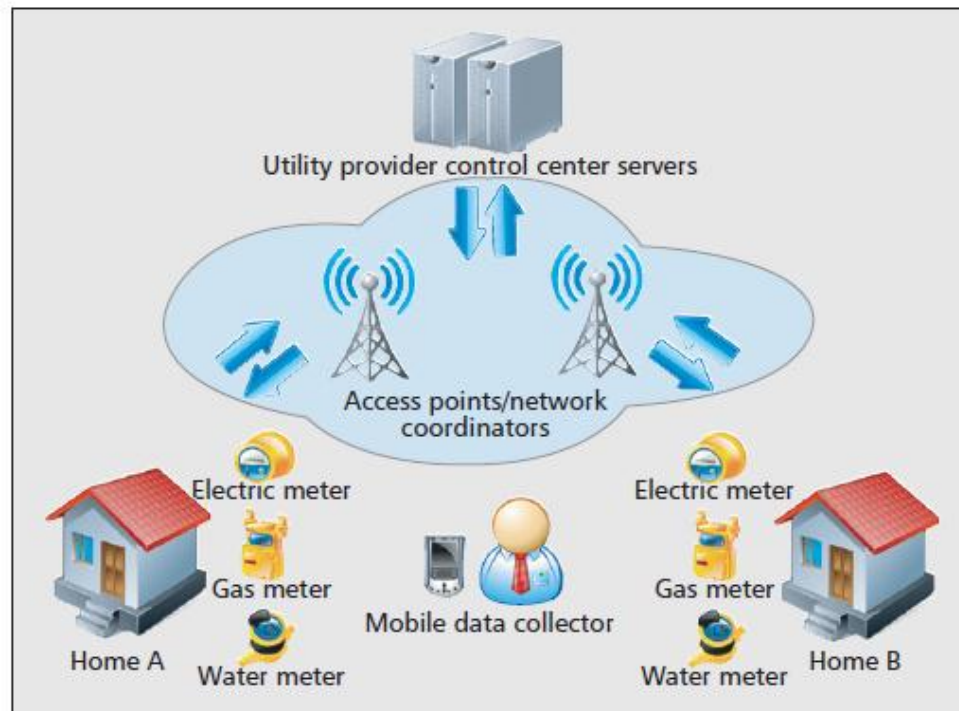 Utility provider control center servers
Access points/network
coordinators
Electric meter
Gas meter
Water meter
Home A
Mobile data collector
Electric meter
Gas meter
Water meter
Home B